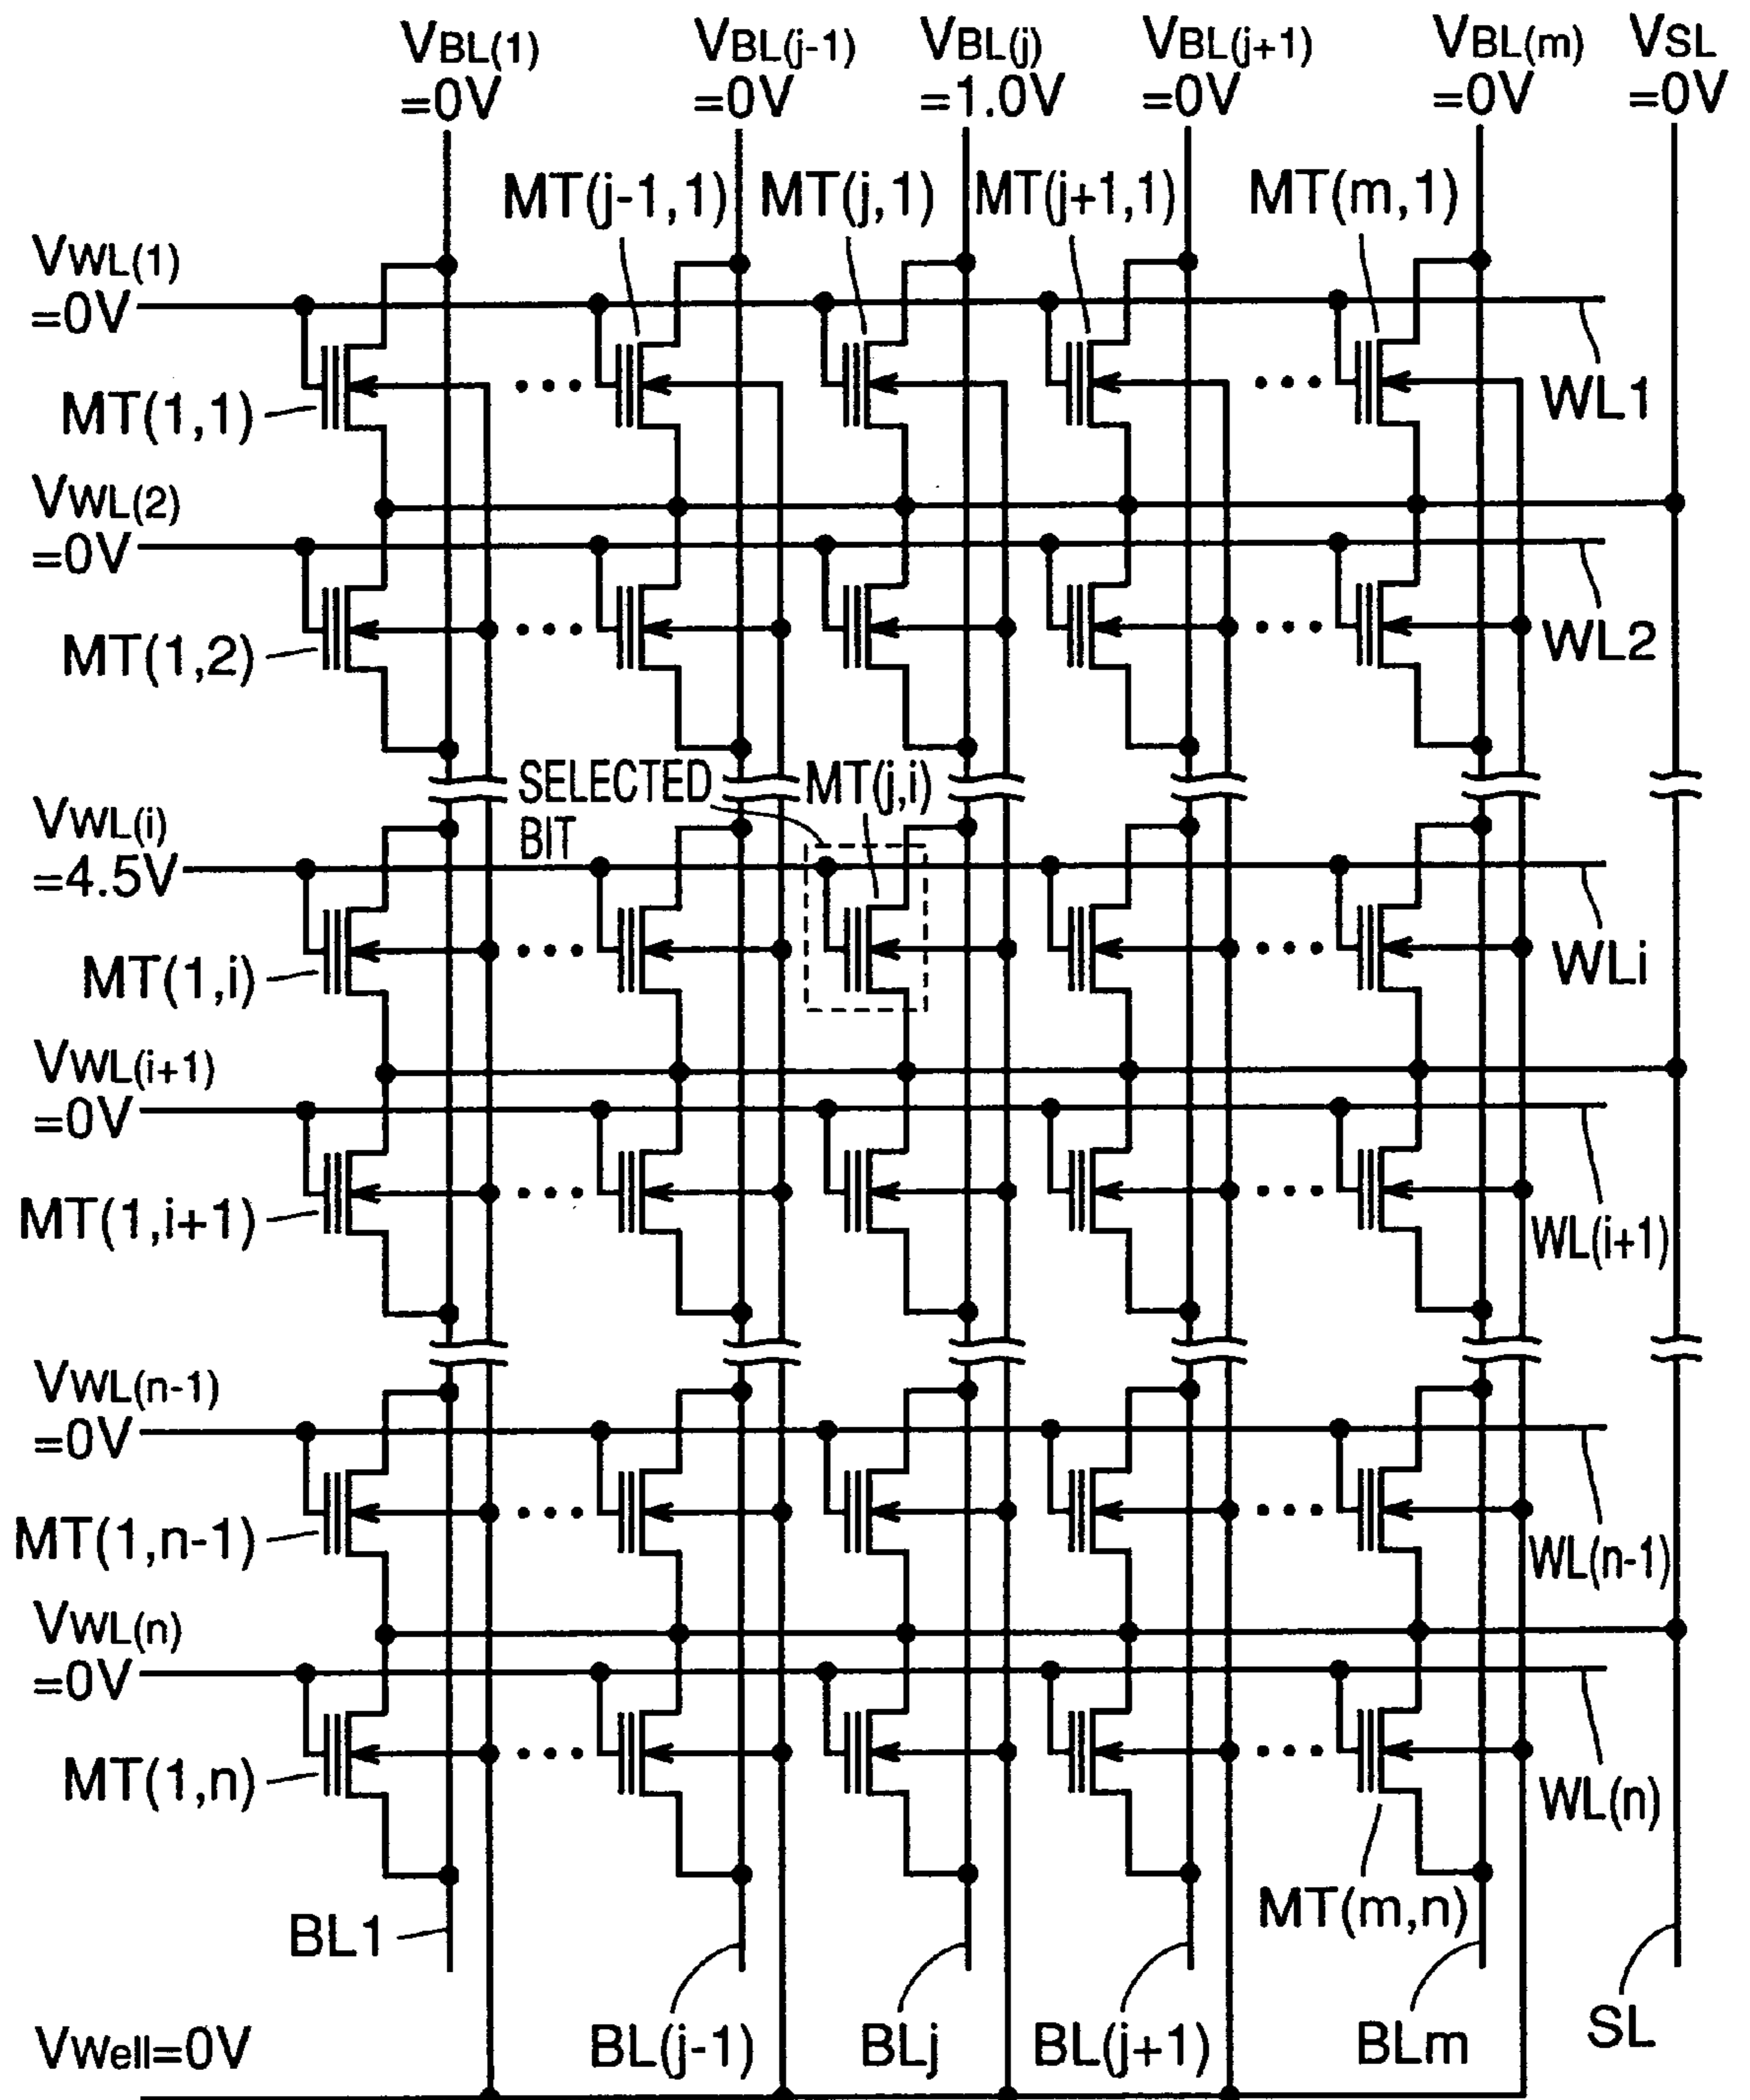 VBL(1) VBL(j-1) VBL(j) VBL(j+1) VBL(m) VSL
=0V =0V =1.0V =0V =0V =0V
MT(j-1,1) MT(j,1) MT(j+1,1) MT(m,1)
VWL(1)
=0V
MT(1,1)
WL1
VWL(2)
=0V
MT(1,2)
WL2
SELECTED
BIT
MT(j,i)
VWL(i)
=4.5V
MT(1,i)
WLi
VWL(i+1)
=0V
MT(1,i+1)
WL(i+1)
VWL(n-1)
=0V
MT(1,n-1)
WL(n-1)
VWL(n)
=0V
MT(1,n)
WL(n)
MT(m,n)
BL1
BL(j-1) BLj BL(j+1) BLm SL
VWell=0V